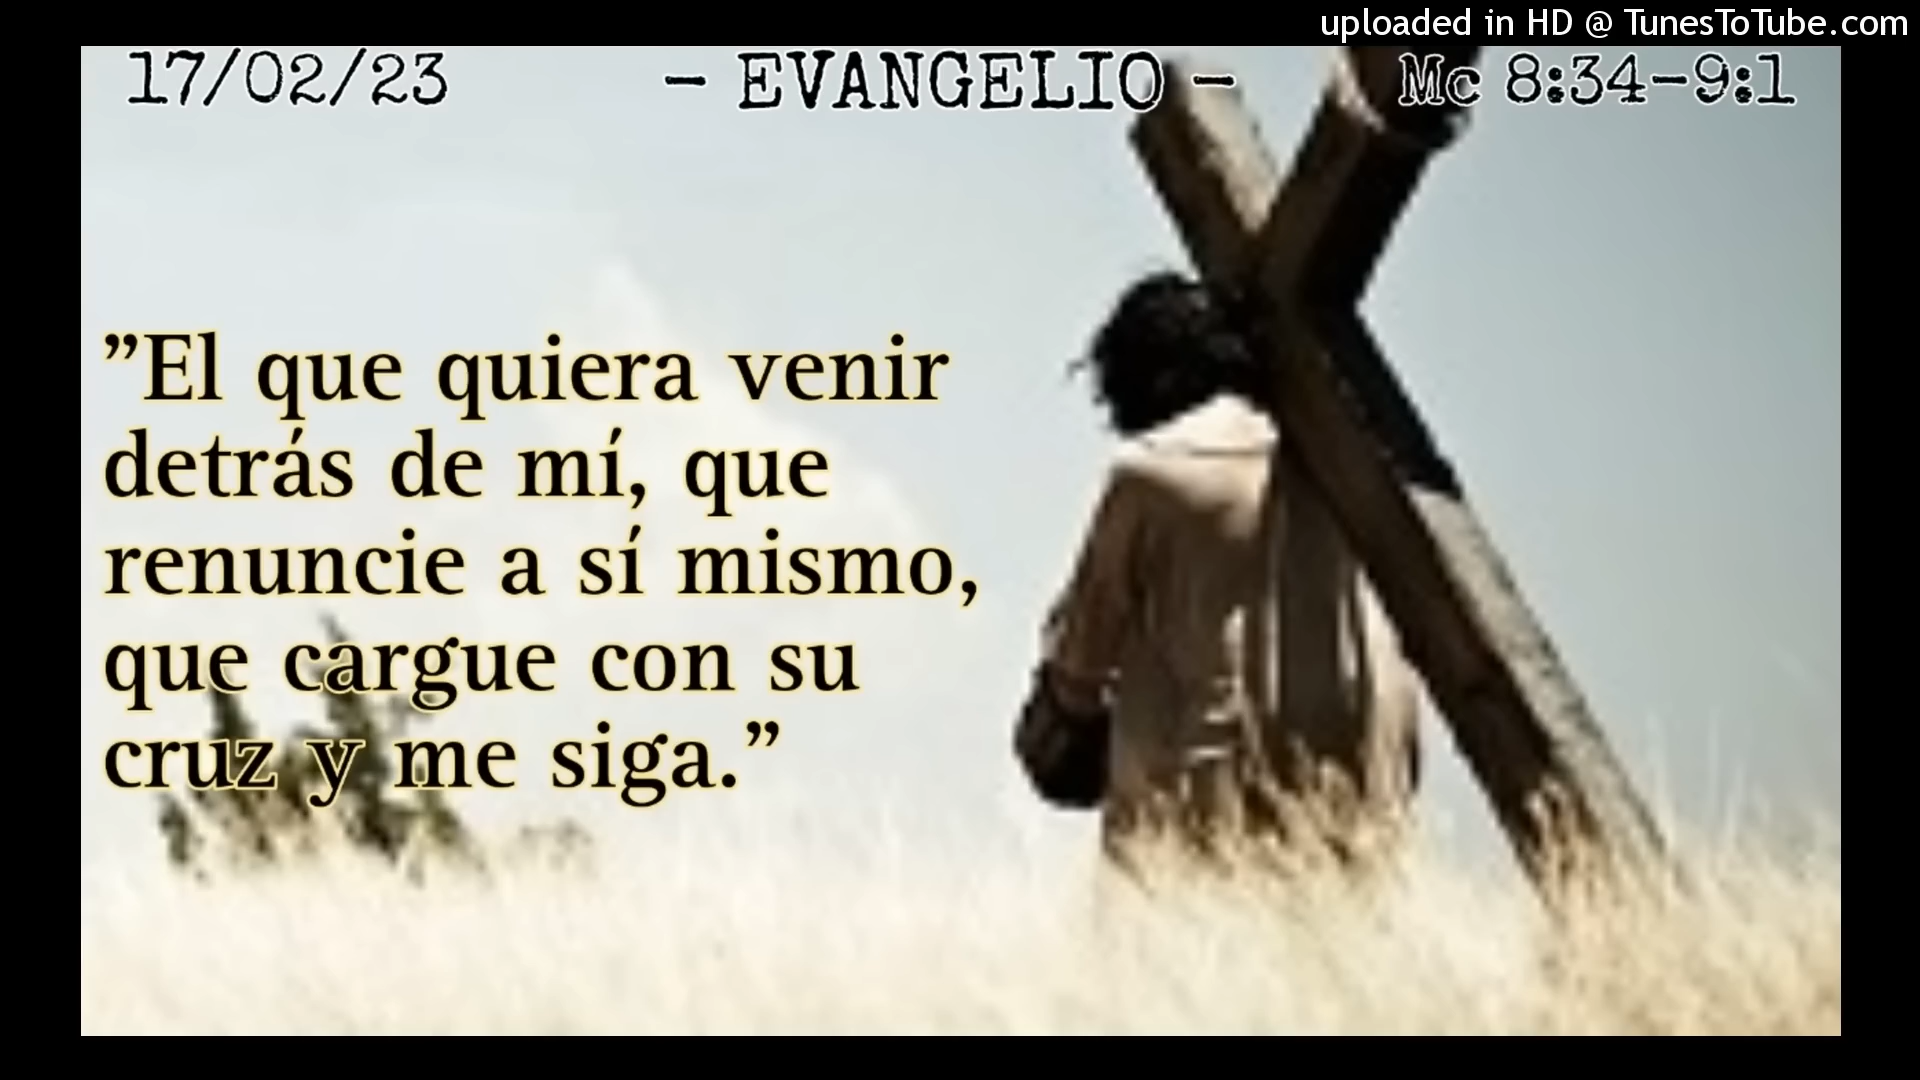 uploaded in HD @ TunesToTube.com
17/02/23 - EVANGELIO - Mc 8:34-9:1
”El que quiera venir
detrás de mí, que
renuncie a sí mismo,
que cargue con su
cruz y me siga.”